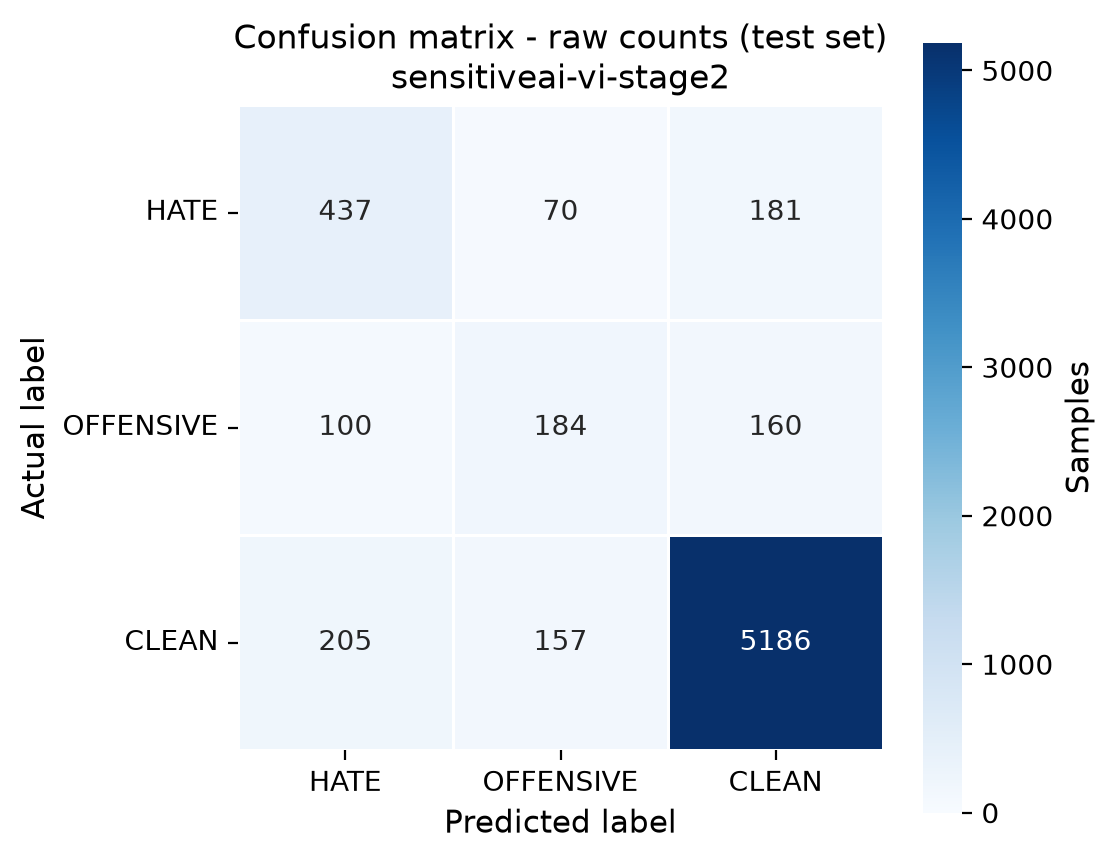 Confusion matrix - raw counts (test set)
sensitiveai-vi-stage2
5000
4000
3000
2000
1000
0
Samples
Actual label
HATE
437 70 181
OFFENSIVE
100 184 160
CLEAN
205 157 5186
HATE OFFENSIVE CLEAN
Predicted label